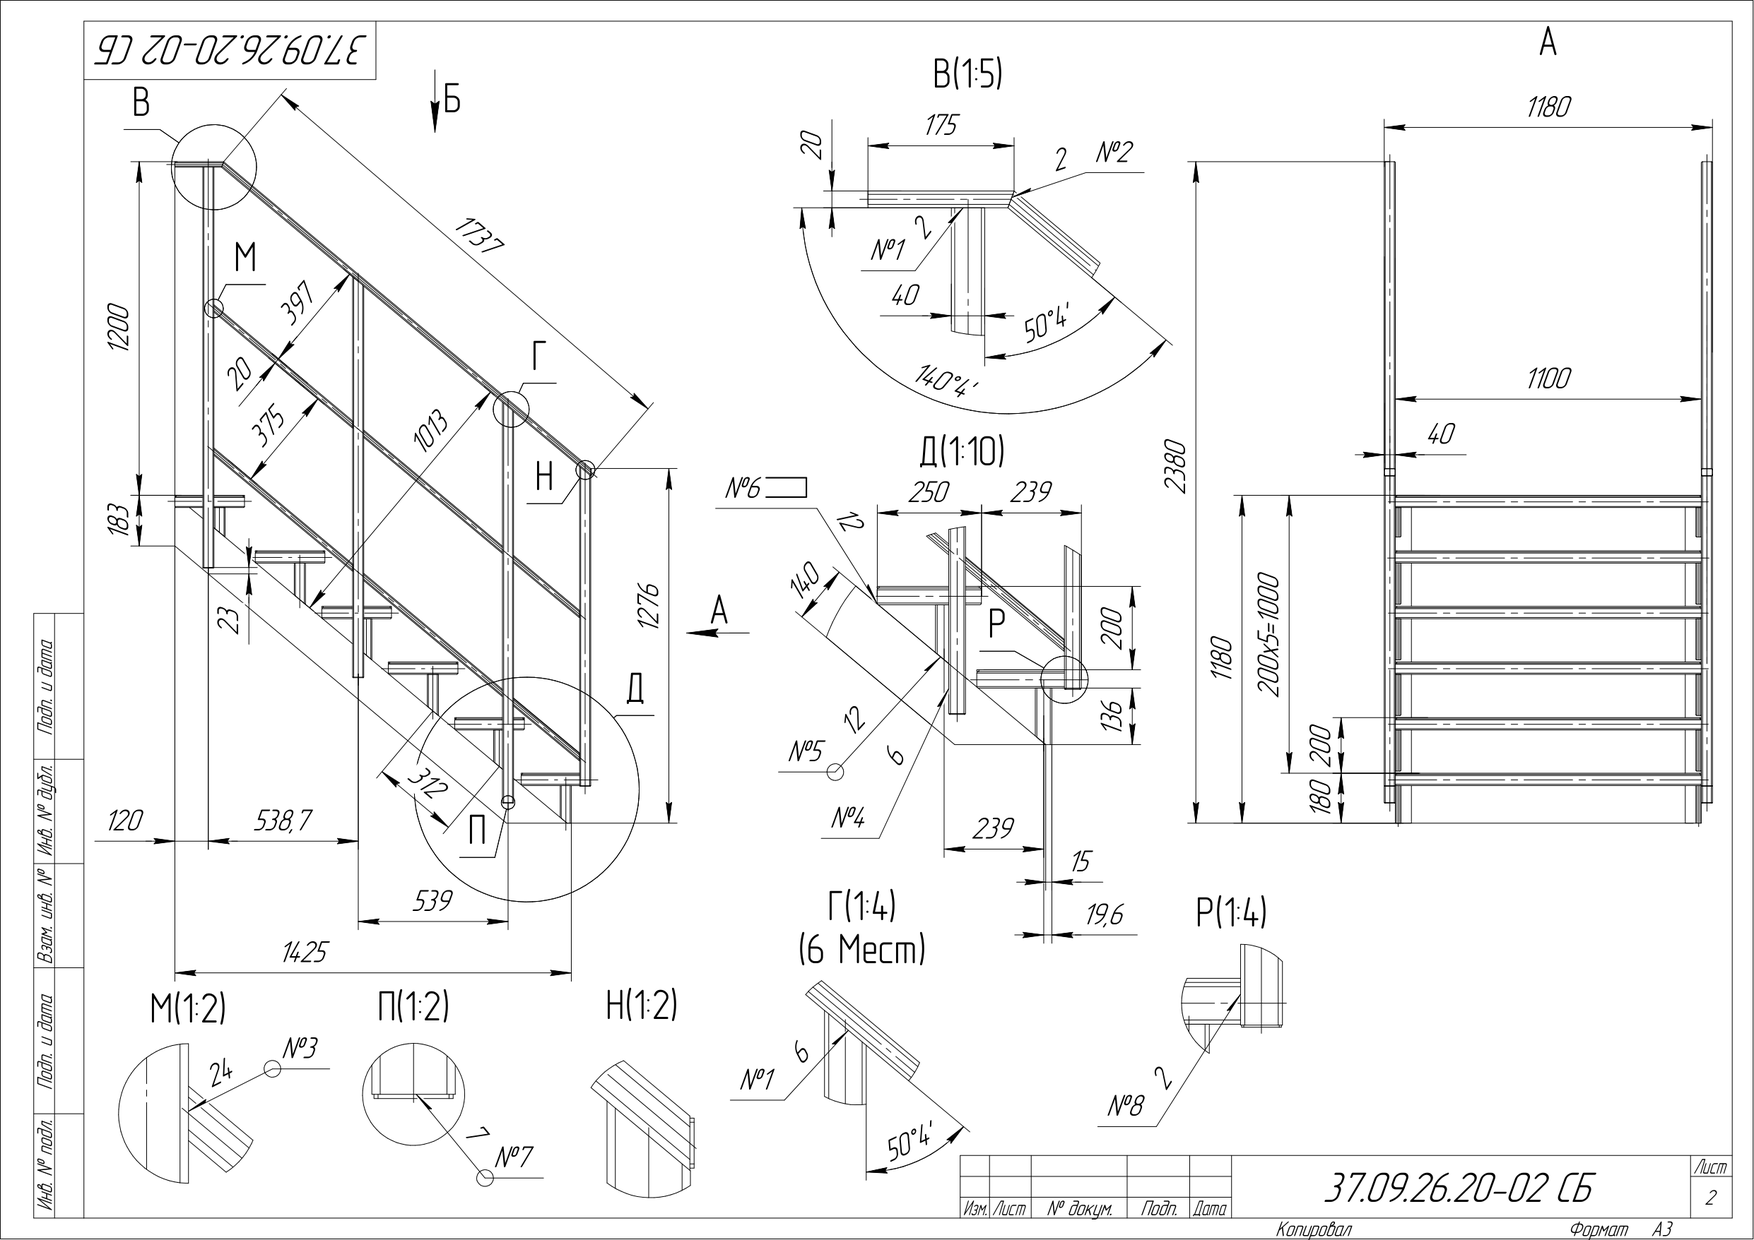 37.09.26.20-02 СБ
В
Б
1737
1200
М
397
20
375
1013
Г
Н
183
23
1276
А
Д
312
П
120
538,7
539
1425
В(1:5)
175
20
2
№2
№1
2
40
50°4'
140°4'
А
1180
1100
40
2380
1180
200х5=1000
200
180
Д(1:10)
№6
12
250
239
140
Р
200
136
№5
12
6
№4
239
15
19,6
Г(1:4)
(6 Мест)
№1
6
50°4'
Р(1:4)
2
№8
М(1:2)
24
№3
П(1:2)
7
№7
Н(1:2)
Подп. и дата
Инв. № дубл.
Взам. инв. №
Подп. и дата
Инв. № подл.
Изм.
Лист
№ докум.
Подп.
Дата
37.09.26.20-02 СБ
Лист
2
Копировал
Формат А3